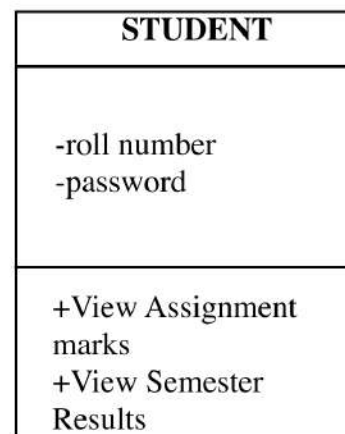 STUDENT
-roll number
-password
+View Assignment
marks
+View Semester
Results